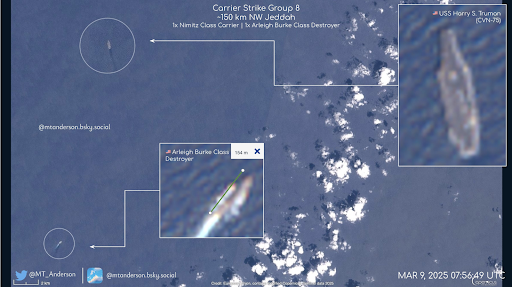 Carrier Strike Group 8
~150 km NW Jeddah
1x Nimitz Class Carrier | 1x Arleigh Burke Class Destroyer
USS Harry S. Truman
(CVN-75)
@mtanderson.bsky.social
Arleigh Burke Class
Destroyer
154 m
@MT_Anderson
@mtanderson.bsky.social
2 km
MAR 9, 2025 07:56:49 UTC